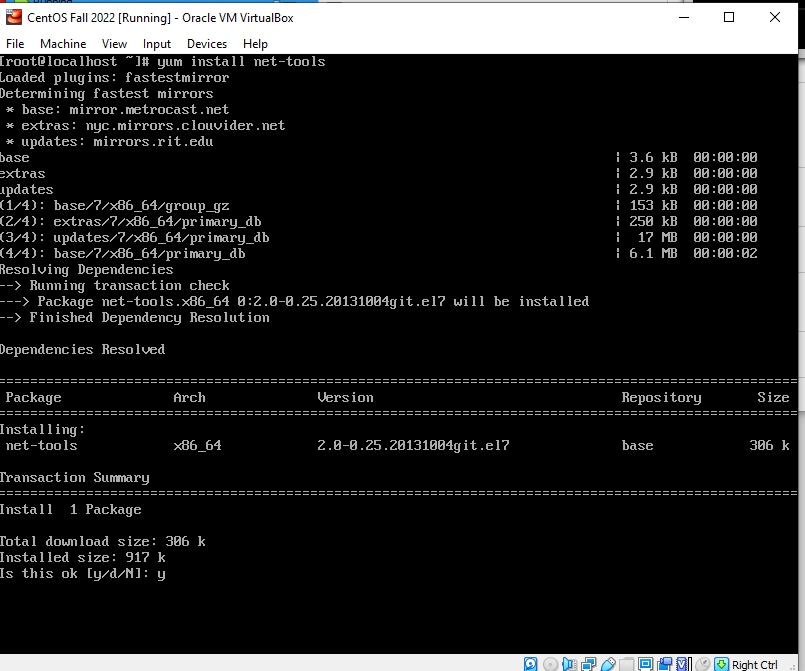 CentOS Fall 2022 [Running] - Oracle VM VirtualBox
File Machine View Input Devices Help
[root@localhost ~]# yum install net-tools
Loaded plugins: fastestmirror
Determining fastest mirrors
* base: mirror.metrocast.net
* extras: nyc.mirrors.clouvider.net
* updates: mirrors.rit.edu
base | 3.6 kB 00:00:00
extras | 2.9 kB 00:00:00
updates | 2.9 kB 00:00:00
(1/4): base/7/x86_64/group_gz | 153 kB 00:00:00
(2/4): extras/7/x86_64/primary_db | 250 kB 00:00:00
(3/4): updates/7/x86_64/primary_db | 17 MB 00:00:00
(4/4): base/7/x86_64/primary_db | 6.1 MB 00:00:02
Resolving Dependencies
--> Running transaction check
---> Package net-tools.x86_64 0:2.0-0.25.20131004git.el7 will be installed
--> Finished Dependency Resolution
Dependencies Resolved
================================================================================
Package Arch Version Repository Size
================================================================================
Installing:
net-tools x86_64 2.0-0.25.20131004git.el7 base 306 k
Transaction Summary
================================================================================
Install 1 Package
Total download size: 306 k
Installed size: 917 k
Is this ok [y/d/N]: y
Right Ctrl